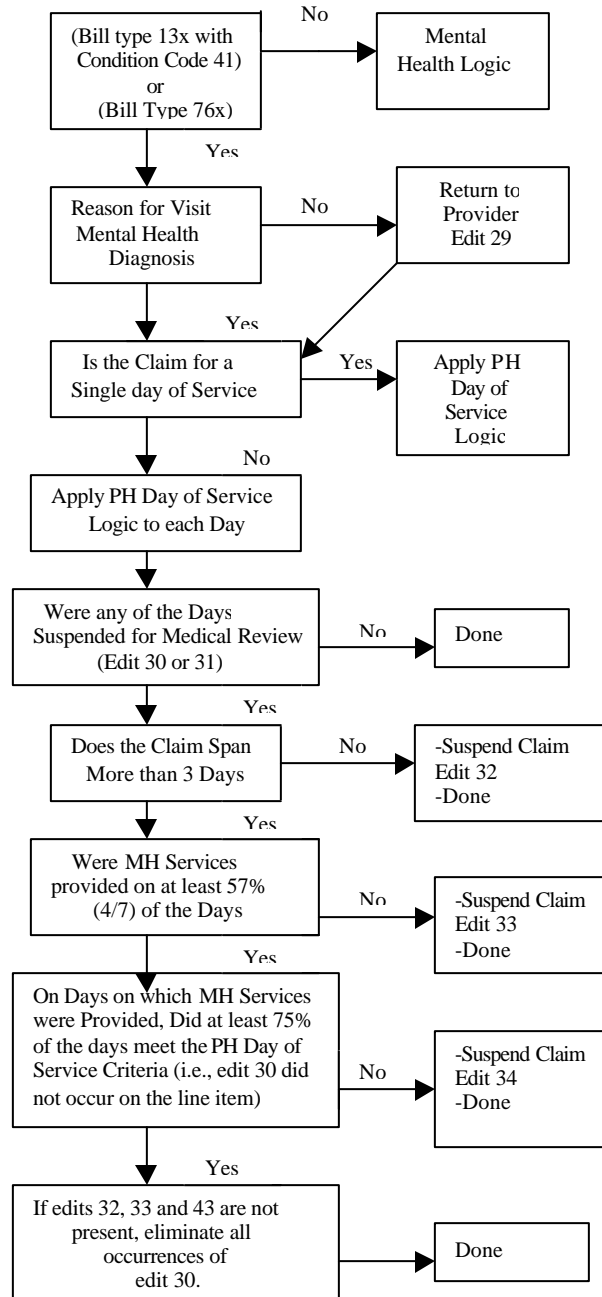 (Bill type 13x with
Condition Code 41)
or
(Bill Type 76x)
No
Mental
Health Logic
Yes
Reason for Visit
Mental Health
Diagnosis
No
Return to
Provider
Edit 29
Yes
Is the Claim for a
Single day of Service
Yes
Apply PH
Day of
Service
Logic
No
Apply PH Day of Service
Logic to each Day
Were any of the Days
Suspended for Medical Review
(Edit 30 or 31)
No
Done
Yes
Does the Claim Span
More than 3 Days
No
-Suspend Claim
Edit 32
-Done
Yes
Were MH Services
provided on at least 57%
(4/7) of the Days
No
-Suspend Claim
Edit 33
-Done
Yes
On Days on which MH Services
were Provided, Did at least 75%
of the days meet the PH Day of
Service Criteria (i.e., edit 30 did
not occur on the line item)
No
-Suspend Claim
Edit 34
-Done
Yes
If edits 32, 33 and 43 are not
present, eliminate all
occurrences of
edit 30.
Done